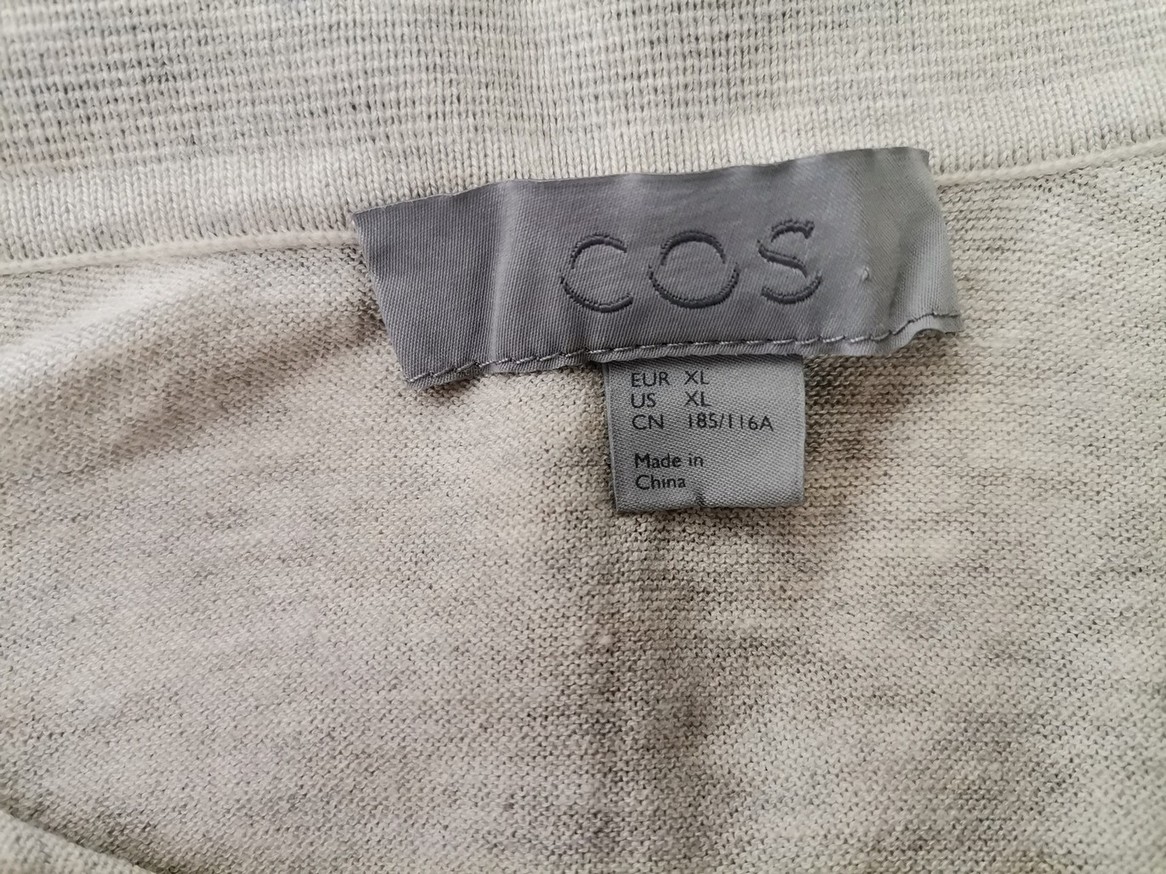 COS
EUR XL
US XL
CN 185/116A
Made in
China